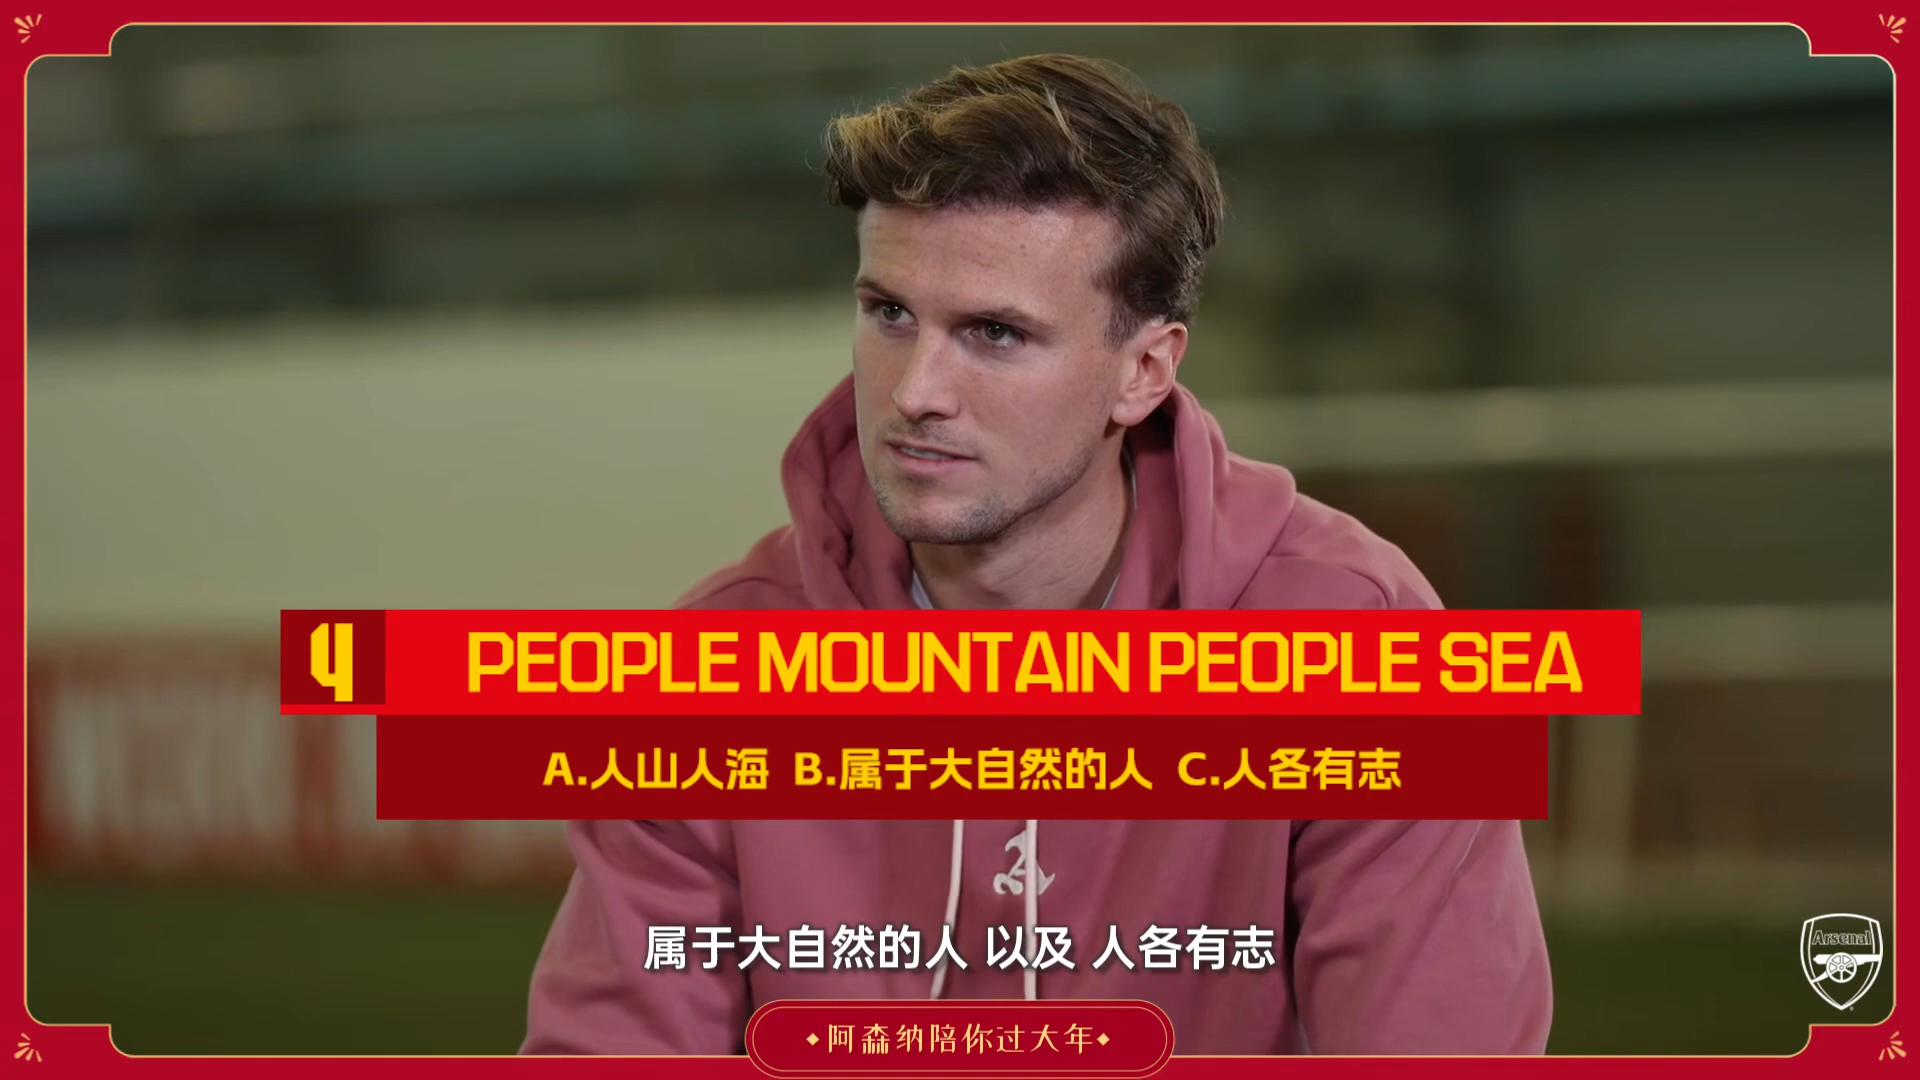 4 PEOPLE MOUNTAIN PEOPLE SEA
A.人山人海 B.属于大自然的人 C.人各有志
属于大自然的人 以及 人各有志
Arsenal
阿森纳陪你过大年